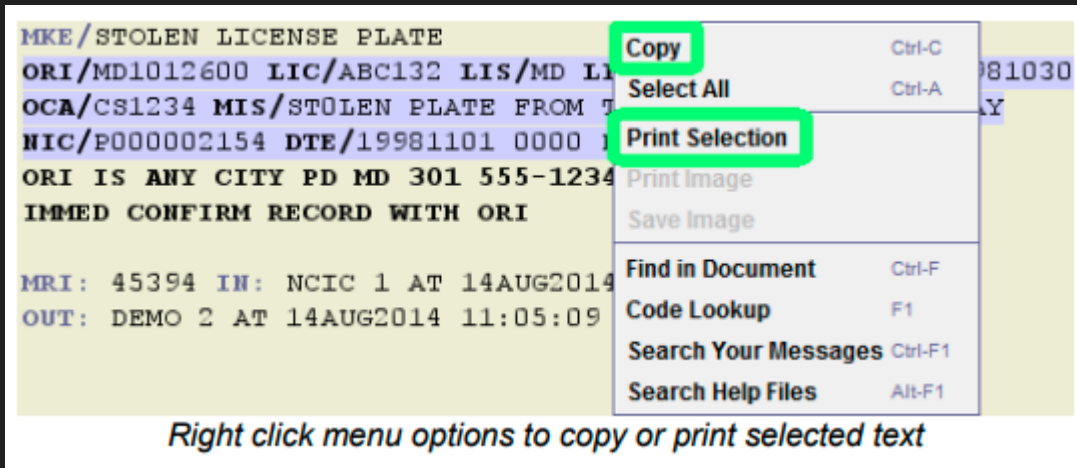 MKE/STOLEN LICENSE PLATE
ORI/MD1012600 LIC/ABC132 LIS/MD 981030
OCA/CS1234 MIS/STOLEN PLATE FROM
NIC/P000002154 DTE/19981101 0000
ORI IS ANY CITY PD MD 301 555-1234
IMMED CONFIRM RECORD WITH ORI
MRI: 45394 IN: NCIC 1 AT 14AUG2014
OUT: DEMO 2 AT 14AUG2014 11:05:09
Copy Ctrl-C
Select All Ctrl-A
Print Selection
Print Image
Save Image
Find in Document Ctrl-F
Code Lookup F1
Search Your Messages Ctrl-F1
Search Help Files Alt-F1
Right click menu options to copy or print selected text